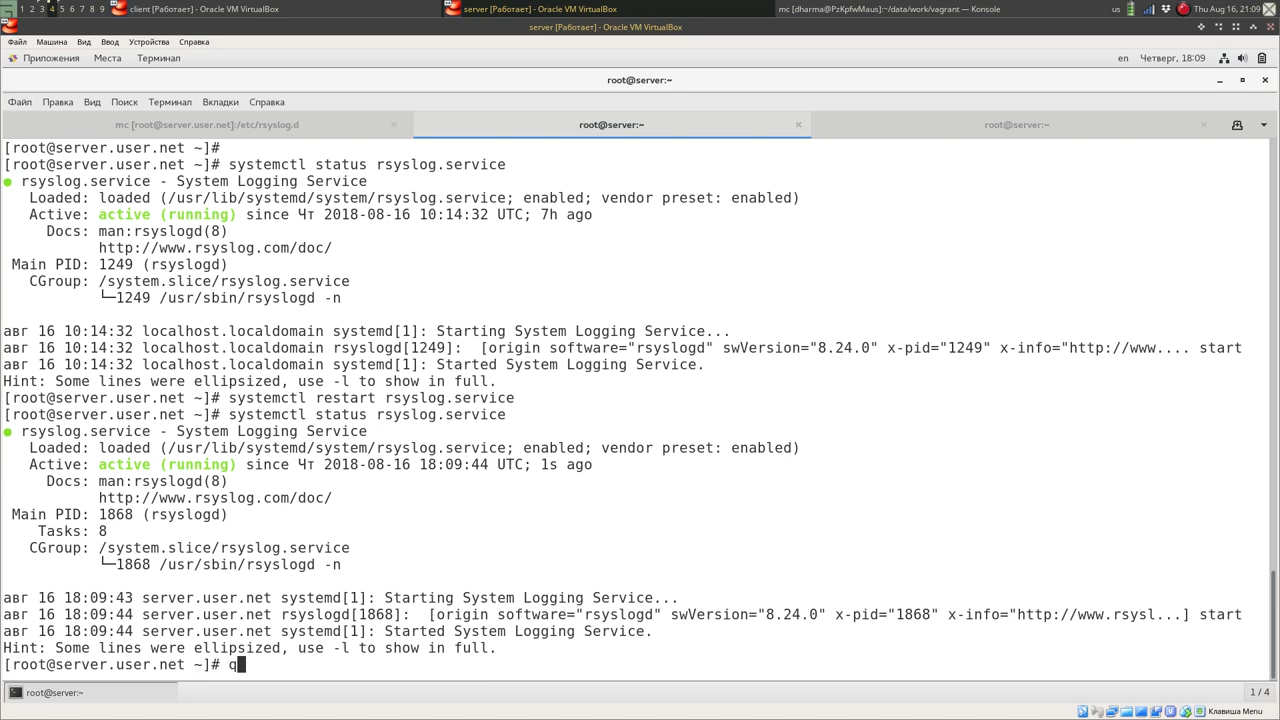 1 2 3 4 5 6 7 8 9
client [Работает] - Oracle VM VirtualBox
server [Работает] - Oracle VM VirtualBox
mc [dharma@PzKpfwMaus]:~/data/work/vagrant — Konsole
us
Thu Aug 16, 21:09
server [Работает] - Oracle VM VirtualBox
Файл Машина Вид Ввод Устройства Справка
Приложения Места Терминал
en Четверг, 18:09
root@server:~
Файл Правка Вид Поиск Терминал Вкладки Справка
mc [root@server.user.net]:/etc/rsyslog.d
root@server:~
root@server:~
[root@server.user.net ~]#
[root@server.user.net ~]# systemctl status rsyslog.service
● rsyslog.service - System Logging Service
Loaded: loaded (/usr/lib/systemd/system/rsyslog.service; enabled; vendor preset: enabled)
Active: active (running) since Чт 2018-08-16 10:14:32 UTC; 7h ago
Docs: man:rsyslogd(8)
http://www.rsyslog.com/doc/
Main PID: 1249 (rsyslogd)
CGroup: /system.slice/rsyslog.service
└─1249 /usr/sbin/rsyslogd -n
авг 16 10:14:32 localhost.localdomain systemd[1]: Starting System Logging Service...
авг 16 10:14:32 localhost.localdomain rsyslogd[1249]:  [origin software="rsyslogd" swVersion="8.24.0" x-pid="1249" x-info="http://www.... start
авг 16 10:14:32 localhost.localdomain systemd[1]: Started System Logging Service.
Hint: Some lines were ellipsized, use -l to show in full.
[root@server.user.net ~]# systemctl restart rsyslog.service
[root@server.user.net ~]# systemctl status rsyslog.service
● rsyslog.service - System Logging Service
Loaded: loaded (/usr/lib/systemd/system/rsyslog.service; enabled; vendor preset: enabled)
Active: active (running) since Чт 2018-08-16 18:09:44 UTC; 1s ago
Docs: man:rsyslogd(8)
http://www.rsyslog.com/doc/
Main PID: 1868 (rsyslogd)
Tasks: 8
CGroup: /system.slice/rsyslog.service
└─1868 /usr/sbin/rsyslogd -n
авг 16 18:09:43 server.user.net systemd[1]: Starting System Logging Service...
авг 16 18:09:44 server.user.net rsyslogd[1868]:  [origin software="rsyslogd" swVersion="8.24.0" x-pid="1868" x-info="http://www.rsysl...] start
авг 16 18:09:44 server.user.net systemd[1]: Started System Logging Service.
Hint: Some lines were ellipsized, use -l to show in full.
[root@server.user.net ~]# q
root@server:~
1 / 4
Клавиша Menu